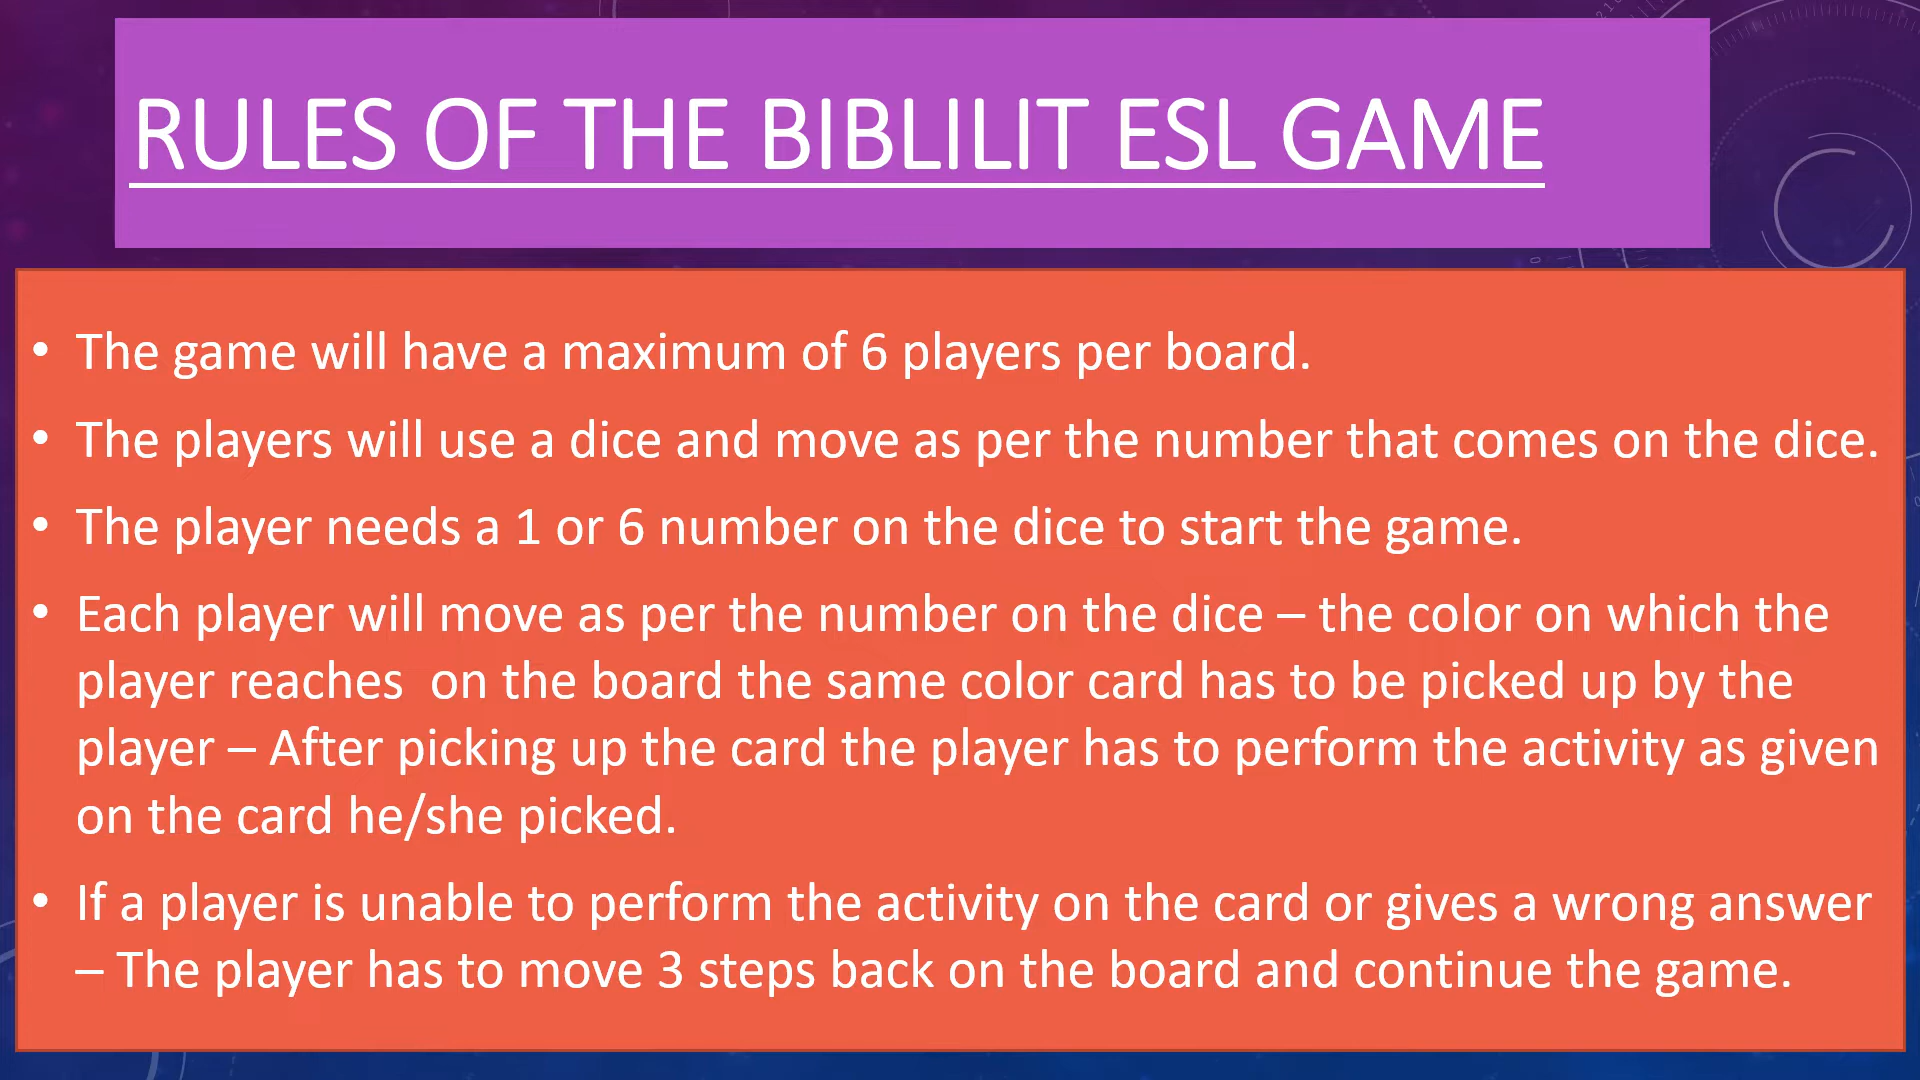 RULES OF THE BIBLILIT ESL GAME
• The game will have a maximum of 6 players per board.
• The players will use a dice and move as per the number that comes on the dice.
• The player needs a 1 or 6 number on the dice to start the game.
• Each player will move as per the number on the dice – the color on which the
player reaches  on the board the same color card has to be picked up by the
player – After picking up the card the player has to perform the activity as given
on the card he/she picked.
• If a player is unable to perform the activity on the card or gives a wrong answer
– The player has to move 3 steps back on the board and continue the game.